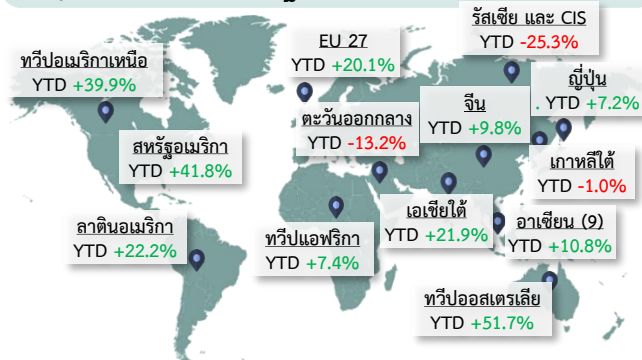 รัสเซีย และ CIS
YTD -25.3%
EU 27
YTD +20.1%
ทวีปอเมริกาเหนือ
YTD +39.9%
ญี่ปุ่น
. YTD +7.2%
จีน
YTD +9.8%
ตะวันออกกลาง
YTD -13.2%
สหรัฐอเมริกา
YTD +41.8%
เกาหลีใต้
YTD -1.0%
เอเชียใต้
YTD +21.9%
อาเซียน (9)
YTD +10.8%
ลาตินอเมริกา
YTD +22.2%
ทวีปแอฟริกา
YTD +7.4%
ทวีปออสเตรเลีย
YTD +51.7%